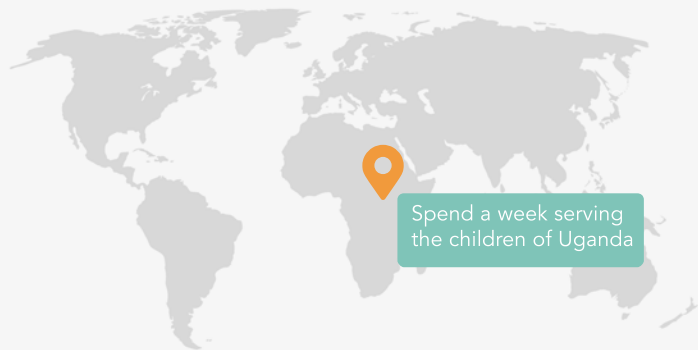 Spend a week serving
the children of Uganda